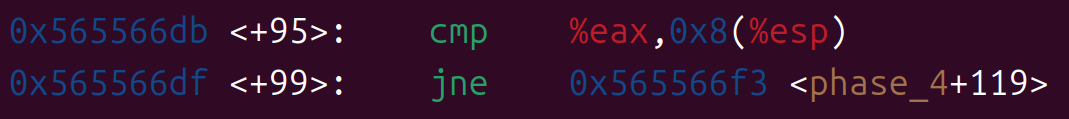 0x565566db <+95>:    cmp    %eax,0x8(%esp)
0x565566df <+99>:    jne    0x565566f3 <phase_4+119>